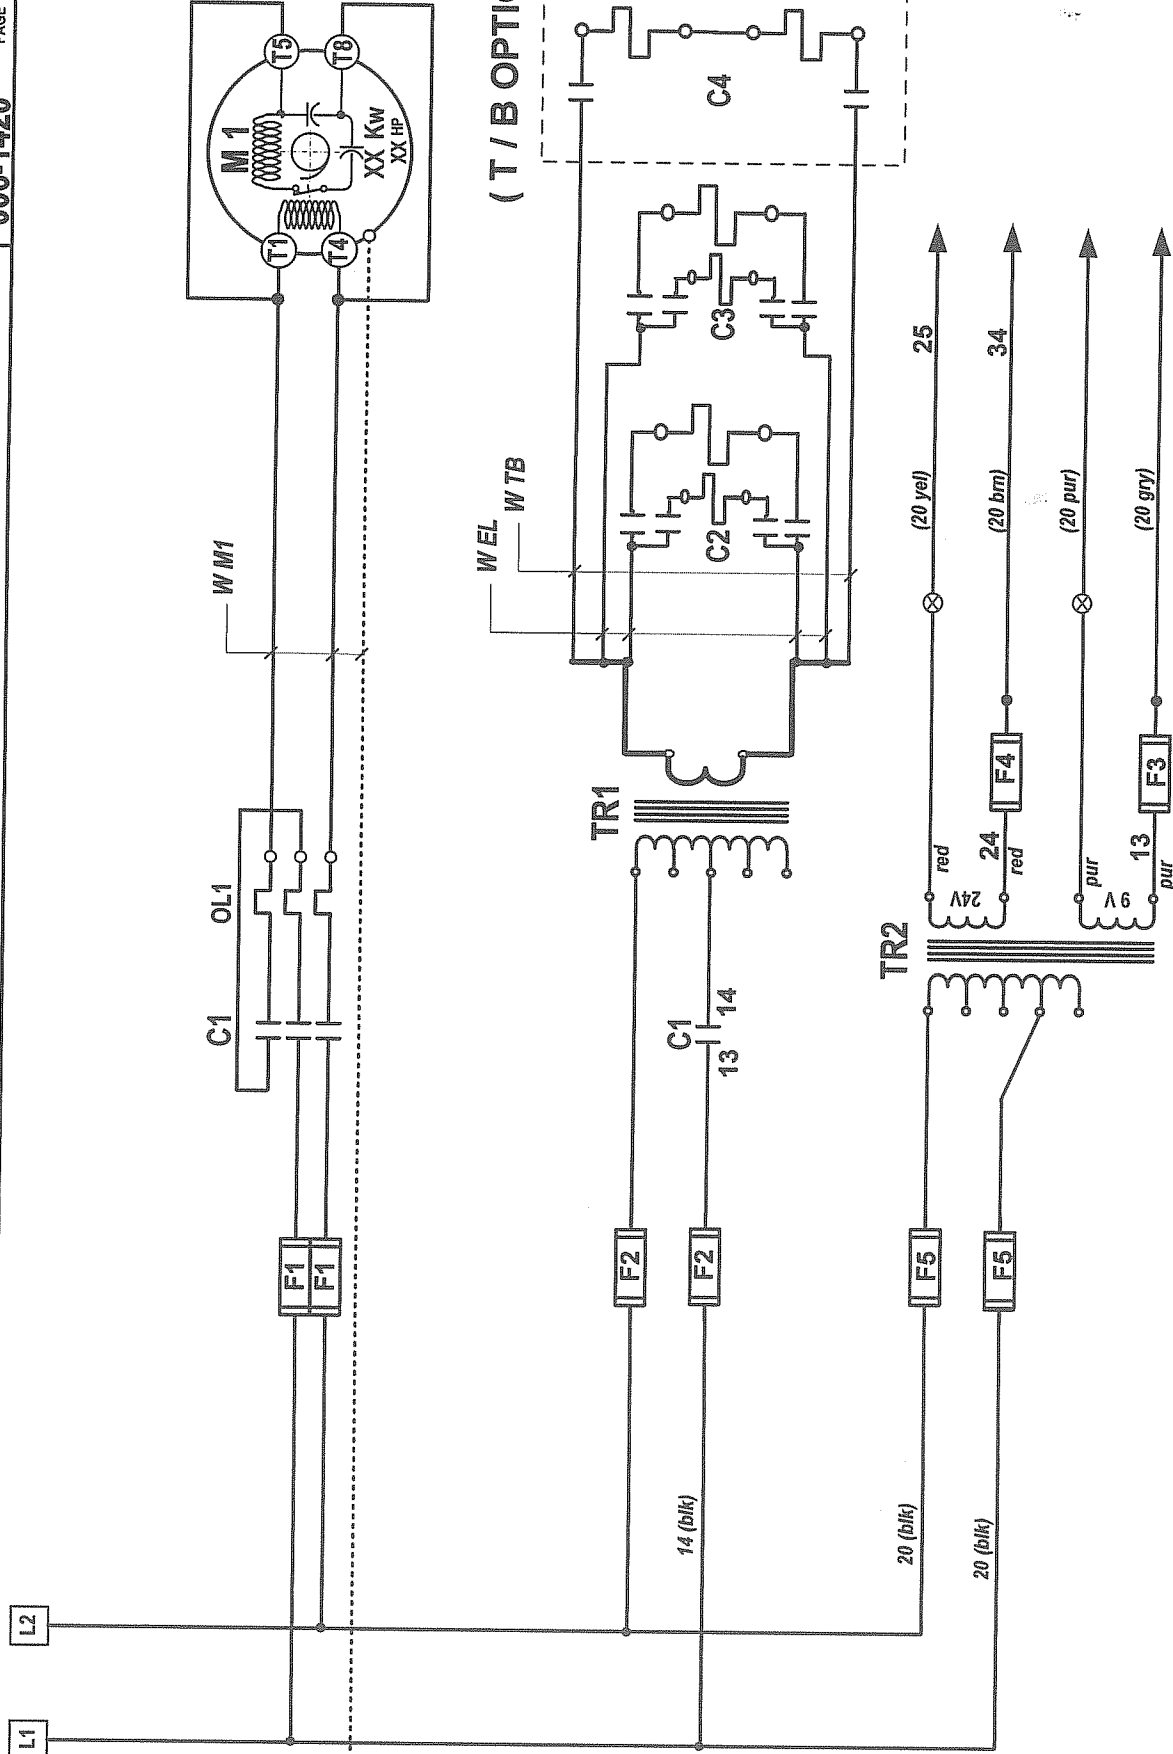 PAGE
L1
L2
F1
F1
C1
OL1
W M1
M 1
T1
T4
T5
T8
XX Kw
XX HP
14 (blk)
F2
F2
C1
13
14
TR1
W EL
W TB
C2
C3
C4
( T / B
20 (blk)
20 (blk)
F5
F5
TR2
24V
9 V
red
24
red
F4
pur
13
pur
F3
(20 yel)
25
(20 brn)
34
(20 pur)
(20 gry)